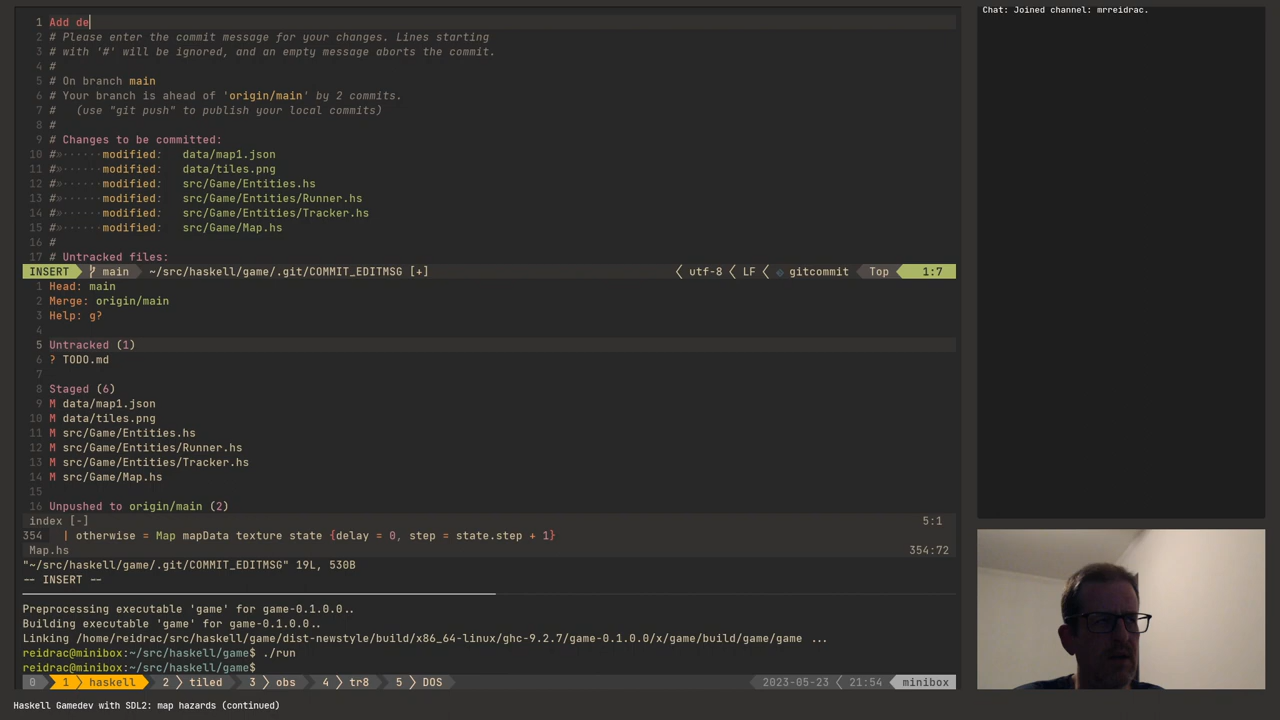 1 Add de
2 # Please enter the commit message for your changes. Lines starting
3 # with '#' will be ignored, and an empty message aborts the commit.
4 #
5 # On branch main
6 # Your branch is ahead of 'origin/main' by 2 commits.
7 #   (use "git push" to publish your local commits)
8 #
9 # Changes to be committed:
10 #»······modified:   data/map1.json
11 #»······modified:   data/tiles.png
12 #»······modified:   src/Game/Entities.hs
13 #»······modified:   src/Game/Entities/Runner.hs
14 #»······modified:   src/Game/Entities/Tracker.hs
15 #»······modified:   src/Game/Map.hs
16 #
17 # Untracked files:
INSERT main ~/src/haskell/game/.git/COMMIT_EDITMSG [+] utf-8 LF gitcommit Top 1:7
1 Head: main
2 Merge: origin/main
3 Help: g?
4
5 Untracked (1)
6 ? TODO.md
7
8 Staged (6)
9 M data/map1.json
10 M data/tiles.png
11 M src/Game/Entities.hs
12 M src/Game/Entities/Runner.hs
13 M src/Game/Entities/Tracker.hs
14 M src/Game/Map.hs
15
16 Unpushed to origin/main (2)
index [-] 5:1
354 | otherwise = Map mapData texture state {delay = 0, step = state.step + 1}
Map.hs 354:72
"~/src/haskell/game/.git/COMMIT_EDITMSG" 19L, 530B
-- INSERT --
Preprocessing executable 'game' for game-0.1.0.0..
Building executable 'game' for game-0.1.0.0..
Linking /home/reidrac/src/haskell/game/dist-newstyle/build/x86_64-linux/ghc-9.2.7/game-0.1.0.0/x/game/build/game/game ...
reidrac@minibox:~/src/haskell/game$ ./run
reidrac@minibox:~/src/haskell/game$
0 1 haskell 2 tiled 3 obs 4 tr8 5 DOS 2023-05-23 21:54 minibox
Haskell Gamedev with SDL2: map hazards (continued)
Chat: Joined channel: mrreidrac.